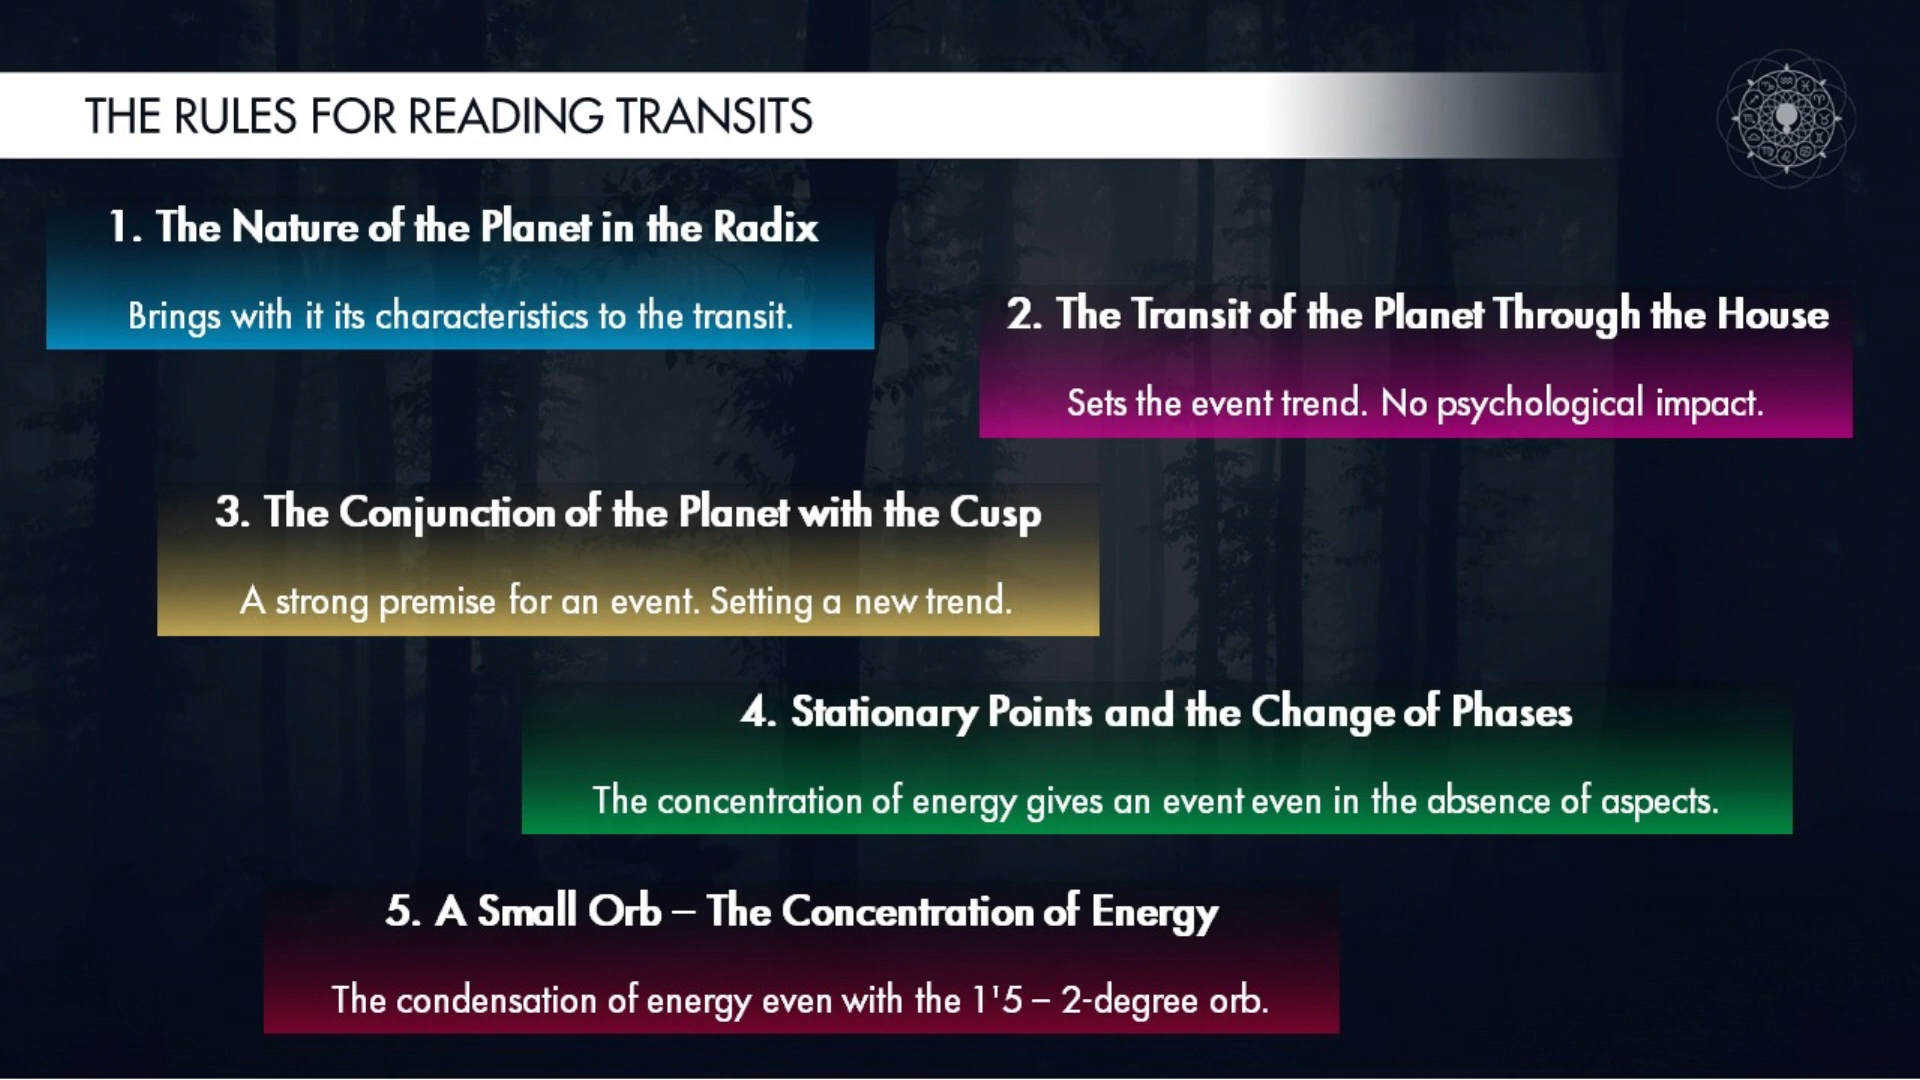 THE RULES FOR READING TRANSITS
1. The Nature of the Planet in the Radix
Brings with it its characteristics to the transit.
2. The Transit of the Planet Through the House
Sets the event trend. No psychological impact.
3. The Conjunction of the Planet with the Cusp
A strong premise for an event. Setting a new trend.
4. Stationary Points and the Change of Phases
The concentration of energy gives an event even in the absence of aspects.
5. A Small Orb – The Concentration of Energy
The condensation of energy even with the 1'5 – 2-degree orb.